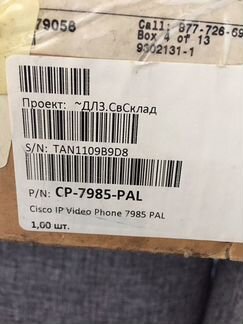 79058
Call: 877-726-69
Box 4 of 13
9302131-1
Проект: ~ДЛЗ.СвСклад
S/N: TAN1109B9D8
P/N: CP-7985-PAL
Cisco IP Video Phone 7985 PAL
1,00 шт.